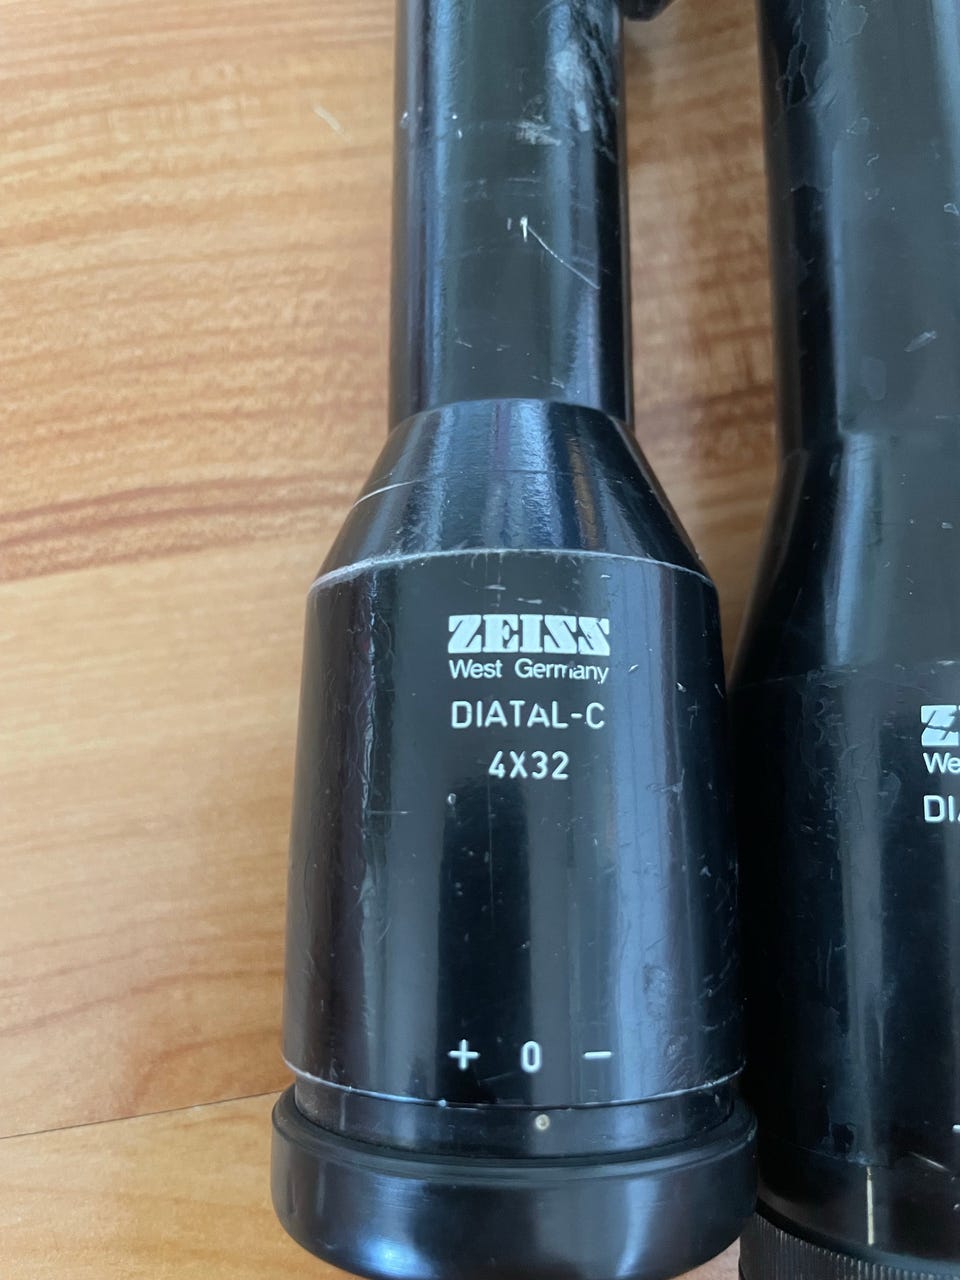 ZEISS
West Germany
DIATAL-C
4X32
+ 0 −